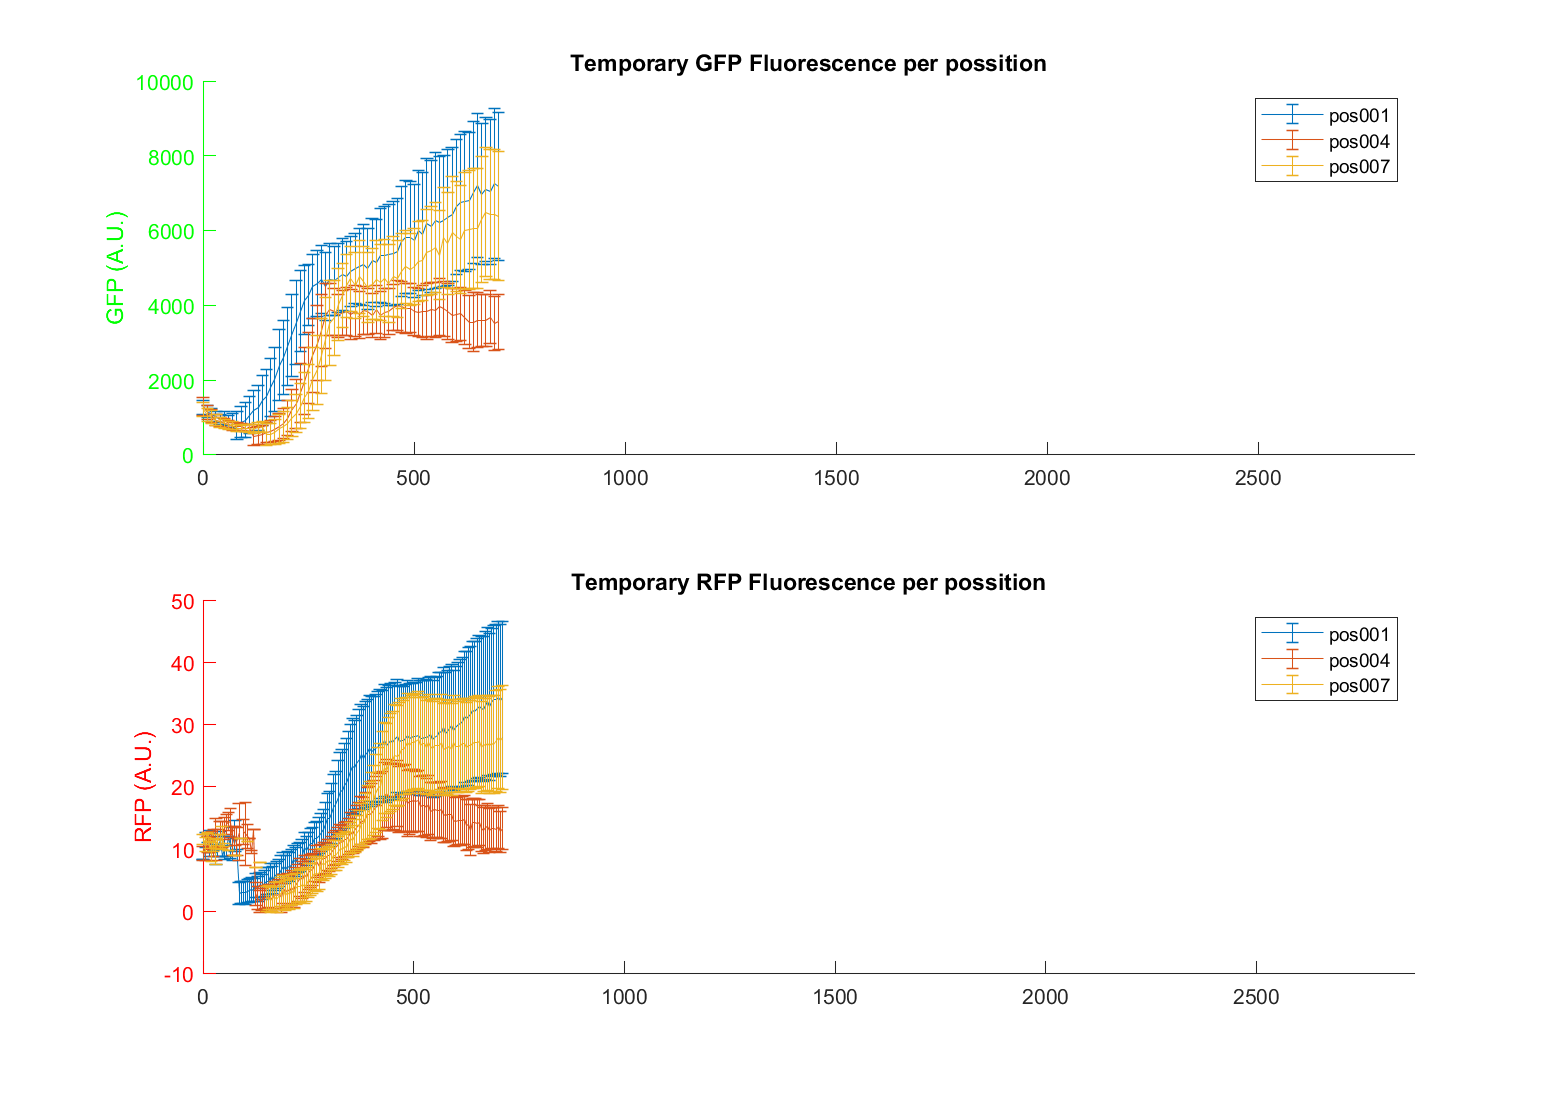 Temporary GFP Fluorescence per possition
GFP (A.U.)
10000
8000
6000
4000
2000
0
0 500 1000 1500 2000 2500
pos001
pos004
pos007
Temporary RFP Fluorescence per possition
RFP (A.U.)
50
40
30
20
10
0
-10
0 500 1000 1500 2000 2500
pos001
pos004
pos007